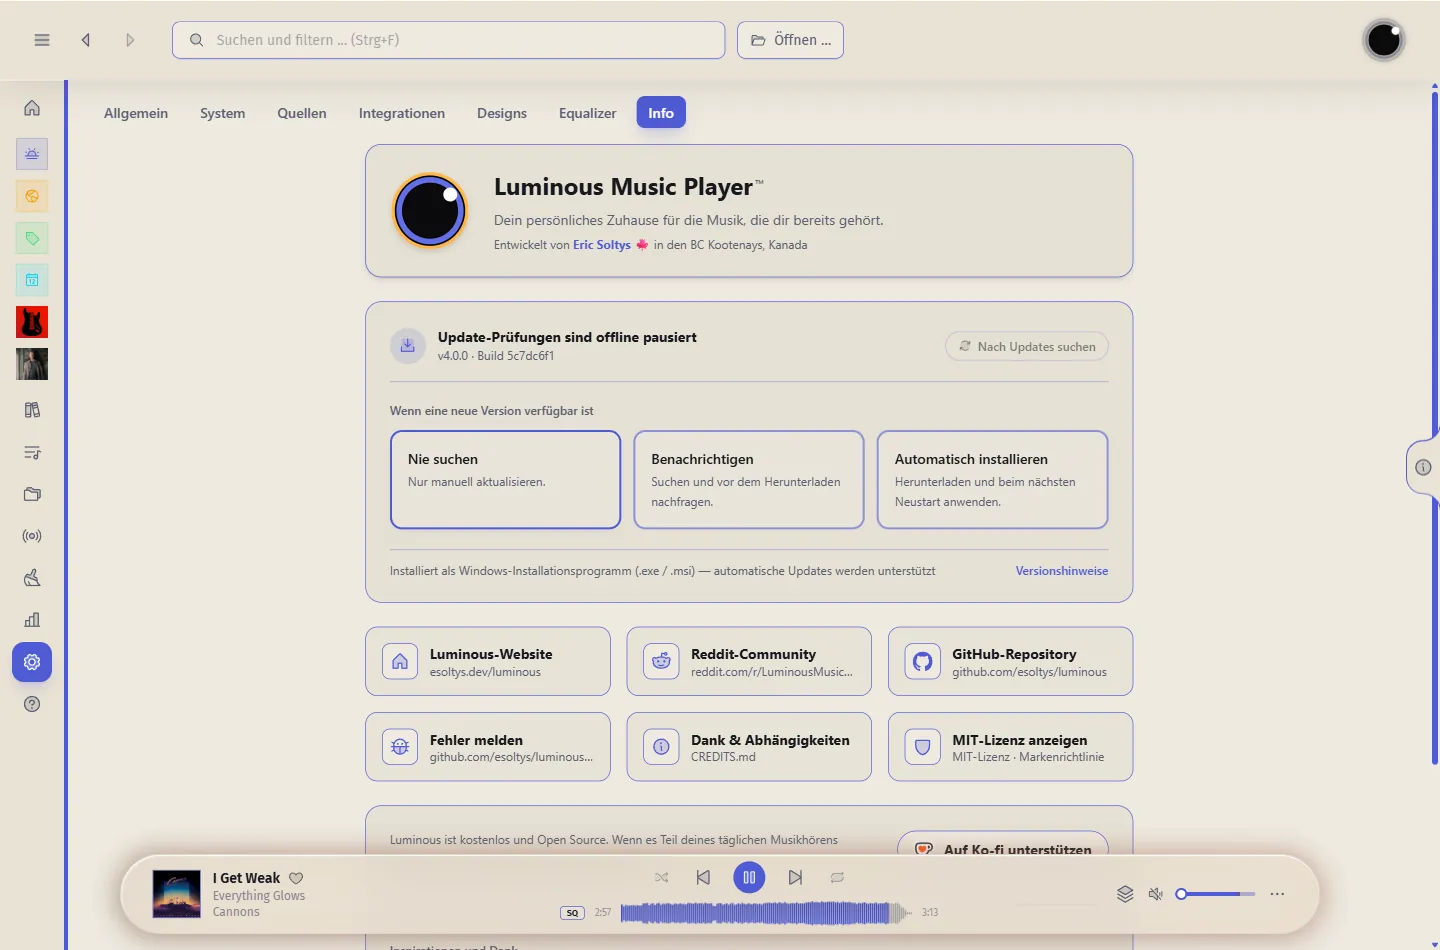 Suchen und filtern ... (Strg+F)
Öffnen ...
Allgemein
System
Quellen
Integrationen
Designs
Equalizer
Info
Luminous Music Player™
Dein persönliches Zuhause für die Musik, die dir bereits gehört.
Entwickelt von Eric Soltys in den BC Kootenays, Kanada
Update-Prüfungen sind offline pausiert
v4.0.0 · Build 5c7dc6f1
Nach Updates suchen
Wenn eine neue Version verfügbar ist
Nie suchen
Nur manuell aktualisieren.
Benachrichtigen
Suchen und vor dem Herunterladen
nachfragen.
Automatisch installieren
Herunterladen und beim nächsten
Neustart anwenden.
Installiert als Windows-Installationsprogramm (.exe / .msi) — automatische Updates werden unterstützt
Versionshinweise
Luminous-Website
esoltys.dev/luminous
Reddit-Community
reddit.com/r/LuminousMusic...
GitHub-Repository
github.com/esoltys/luminous
Fehler melden
github.com/esoltys/luminous...
Dank & Abhängigkeiten
CREDITS.md
MIT-Lizenz anzeigen
MIT-Lizenz · Markenrichtlinie
Luminous ist kostenlos und Open Source. Wenn es Teil deines täglichen Musikhörens
Auf Ko-fi unterstützen
I Get Weak
Everything Glows
Cannons
SQ
2:57
3:13
Inspirationen und Dank